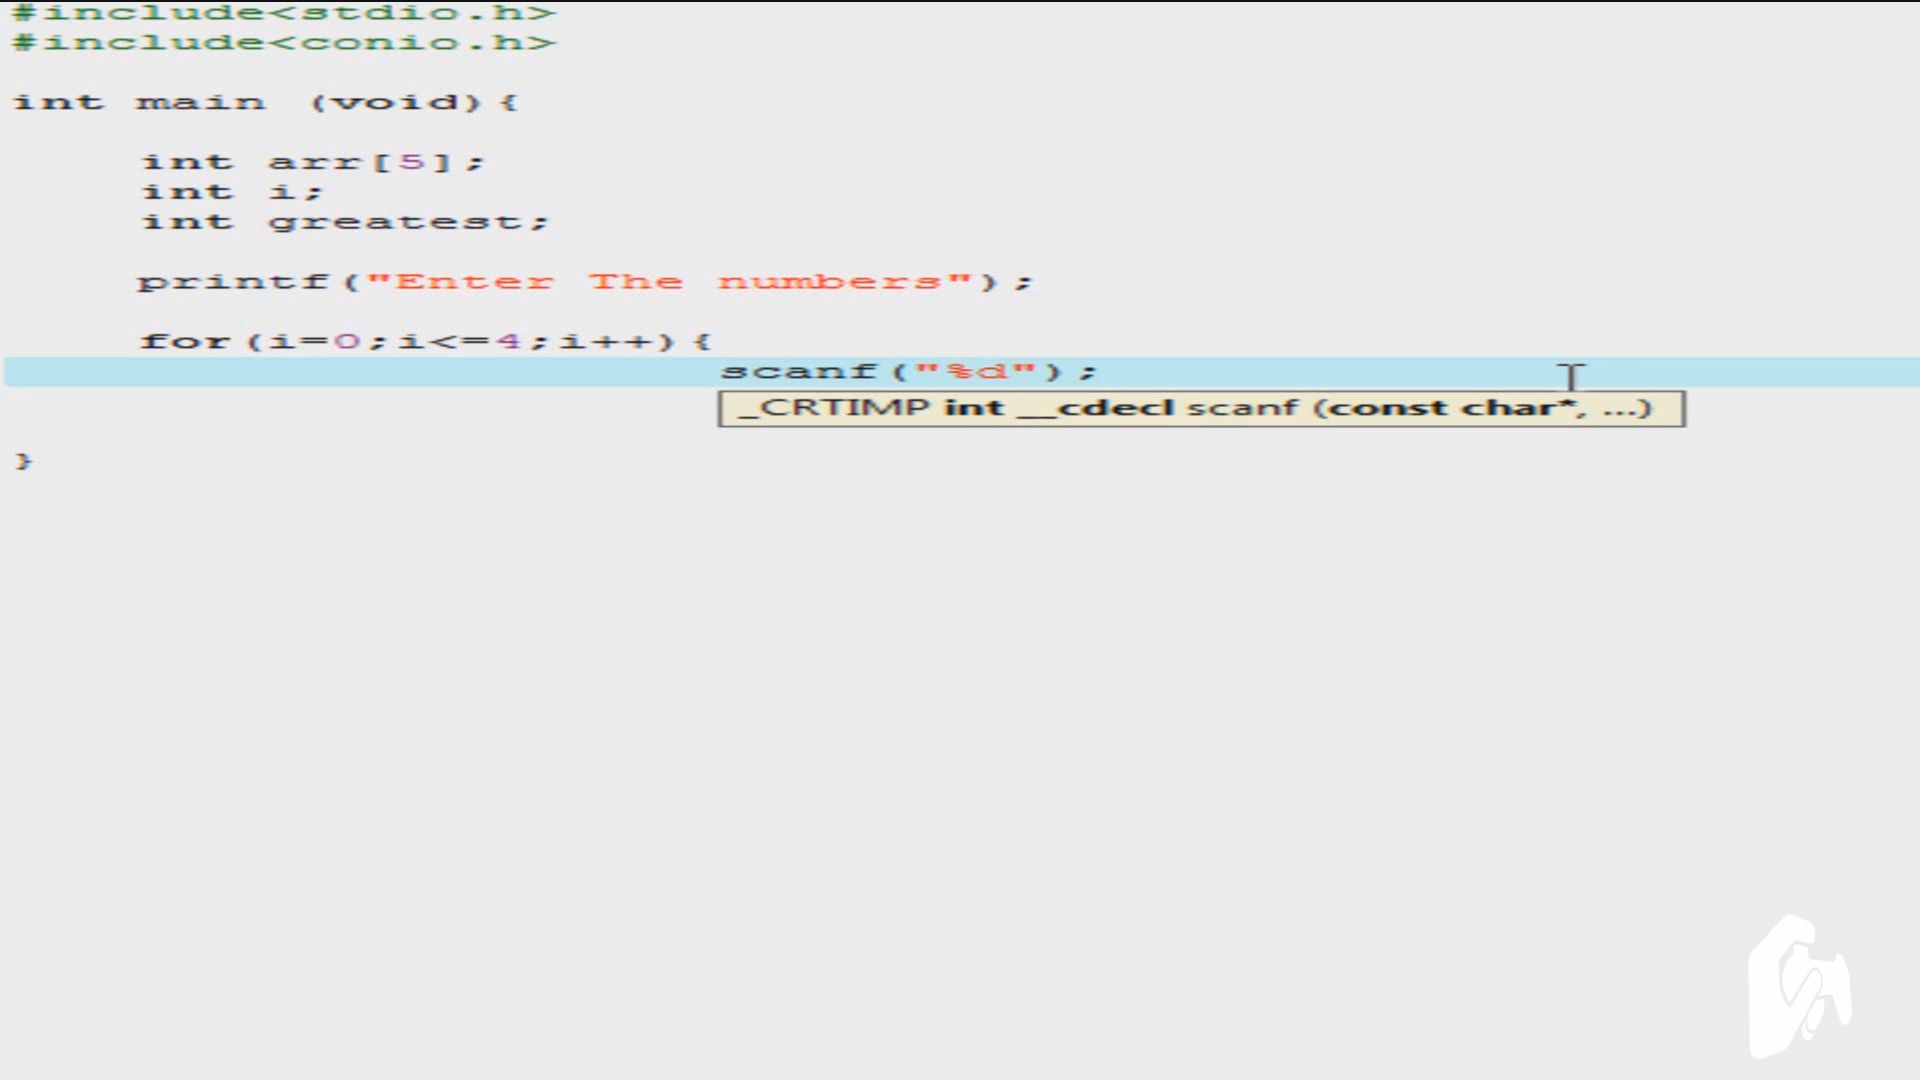 #include<stdio.h>
#include<conio.h>
int main (void){
int arr[5];
int i;
int greatest;
printf("Enter The numbers");
for(i=0;i<=4;i++){
scanf("%d");
_CRTIMP int __cdecl scanf (const char*, ...)
}